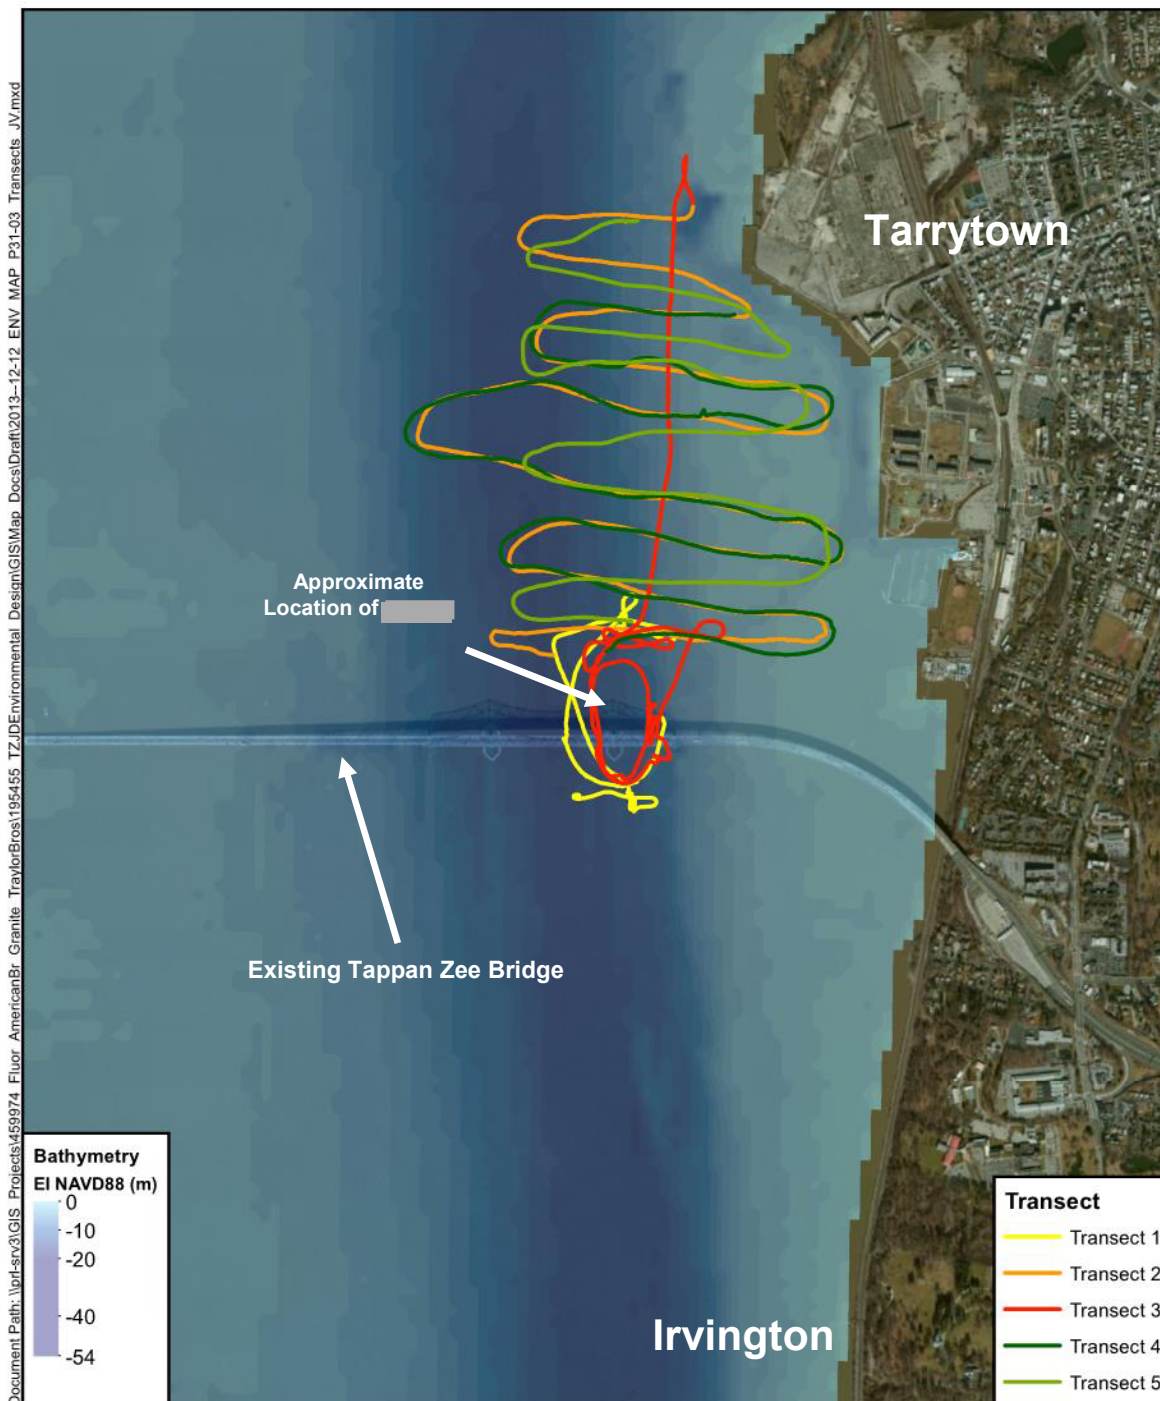 Document Path: \\prl-srv3\GIS_Projects\459974_Fluor_AmericanBr_Granite_TraylorBros\195455_TZJDEnvironmental_Design\GIS\Map_Docs\Draft\2013-12-12_ENV_MAP_P31-03_Transects_JV.mxd
Tarrytown
Approximate
Location of
Existing Tappan Zee Bridge
Irvington
Bathymetry
El NAVD88 (m)
0
-10
-20
-40
-54
Transect
Transect 1
Transect 2
Transect 3
Transect 4
Transect 5